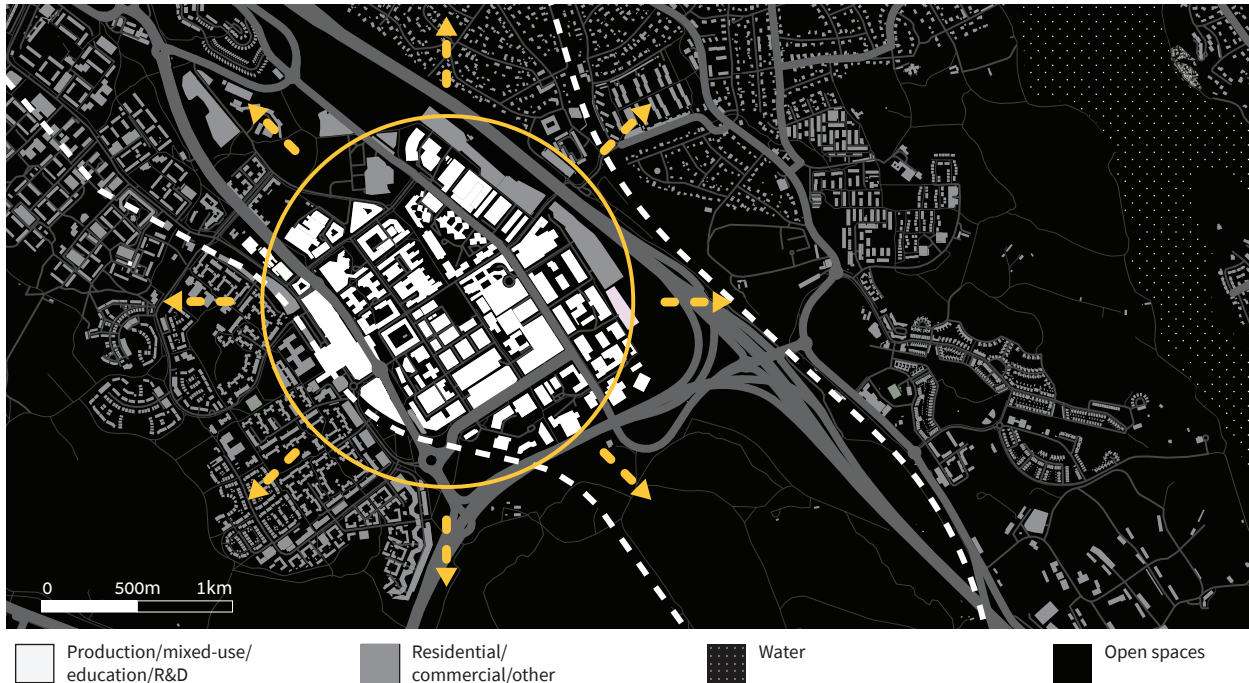 0 500m 1km
Production/mixed-use/
education/R&D
Residential/
commercial/other
Water
Open spaces